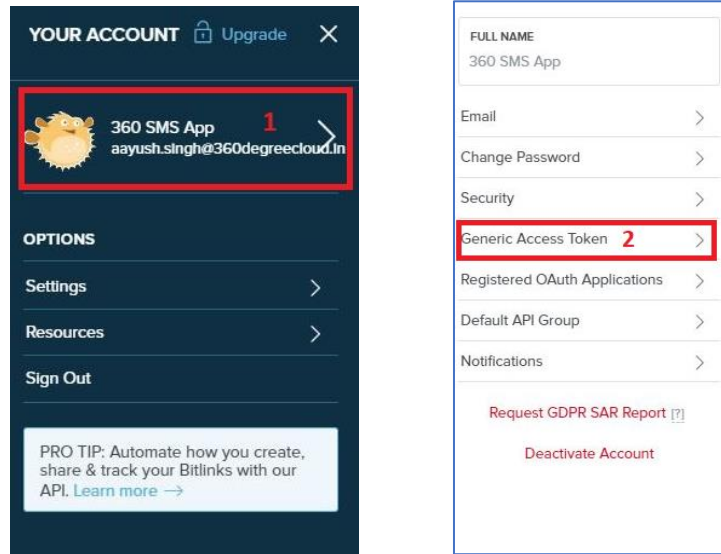 YOUR ACCOUNT Upgrade
360 SMS App 1
aayush.singh@360degreecloud.in
OPTIONS
Settings
Resources
Sign Out
PRO TIP: Automate how you create,
share & track your Bitlinks with our
API. Learn more →
FULL NAME
360 SMS App
Email
Change Password
Security
Generic Access Token 2
Registered OAuth Applications
Default API Group
Notifications
Request GDPR SAR Report [?]
Deactivate Account